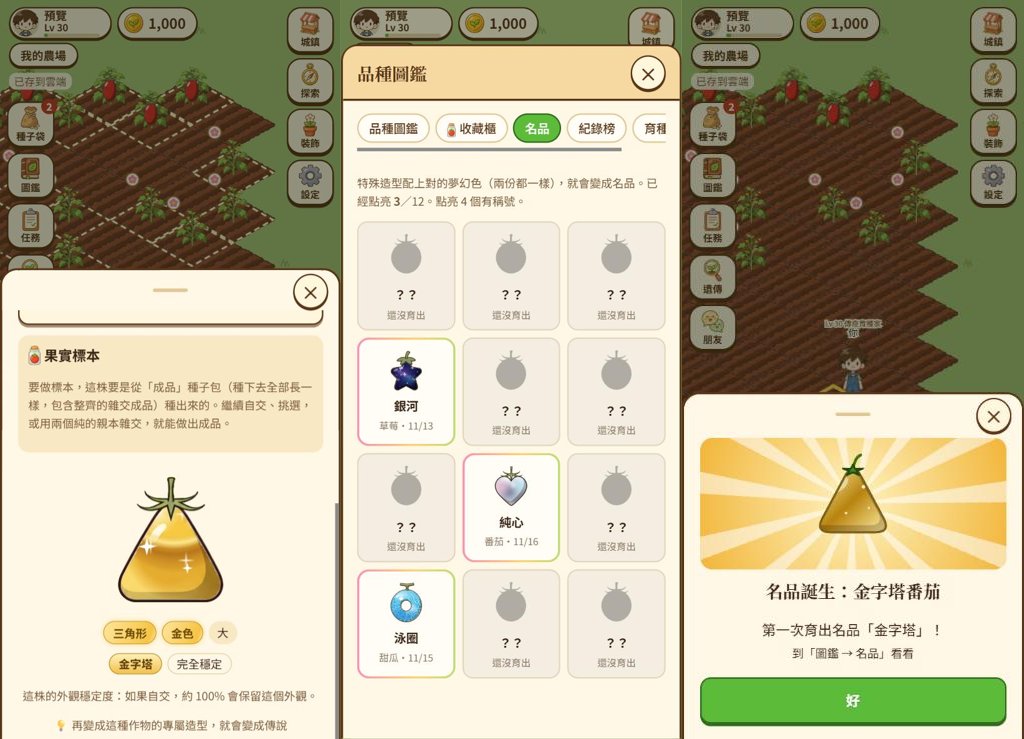 預覽
Lv 30
1,000
城鎮
我的農場
已存到雲端
探索
2
種子袋
裝飾
圖鑑
設定
任務
果實標本
要做標本，這株要是從「成品」種子包（種下去全部長一
樣，包含整齊的雜交成品）種出來的。繼續自交、挑選，
或用兩個純的親本雜交，就能做出成品。
三角形
金色
大
金字塔
完全穩定
這株的外觀穩定度：如果自交，約 100% 會保留這個外觀。
再變成這種作物的專屬造型，就會變成傳說
預覽
Lv 30
1,000
城鎮
品種圖鑑
品種圖鑑
收藏櫃
名品
紀錄榜
育種
特殊造型配上對的夢幻色（兩份都一樣），就會變成名品。已
經點亮 3／12。點亮 4 個有稱號。
？？
還沒育出
？？
還沒育出
？？
還沒育出
銀河
草莓・11/13
？？
還沒育出
？？
還沒育出
？？
還沒育出
純心
番茄・11/16
？？
還沒育出
泳圈
甜瓜・11/15
？？
還沒育出
？？
還沒育出
預覽
Lv 30
1,000
城鎮
我的農場
已存到雲端
探索
2
種子袋
裝飾
圖鑑
設定
任務
遺傳
朋友
你
名品誕生：金字塔番茄
第一次育出名品「金字塔」！
到「圖鑑 → 名品」看看
好